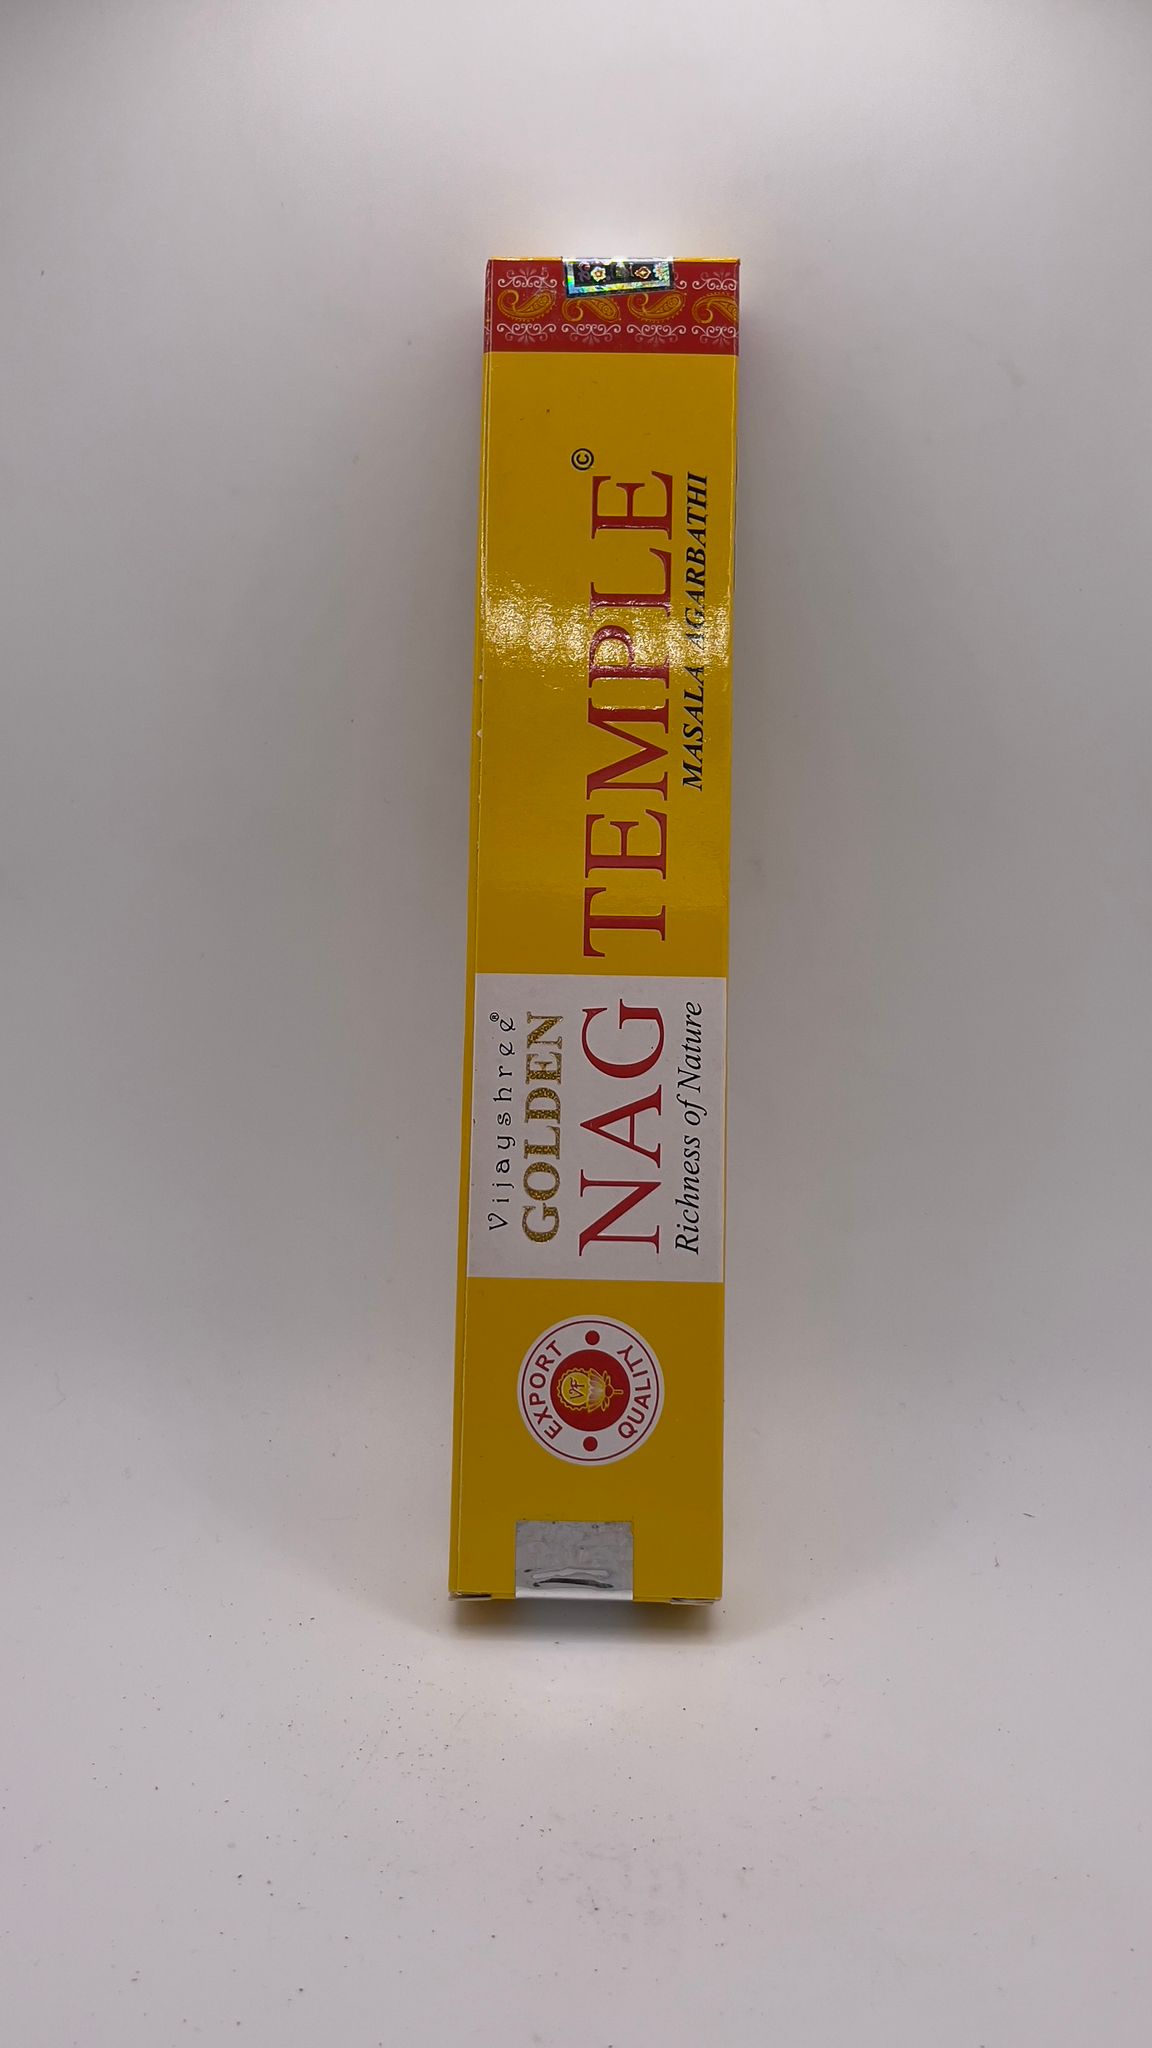 Vijayshree®
GOLDEN
NAG TEMPLE©
Richness of Nature
MASALA AGARBATHI
EXPORT
QUALITY
VF